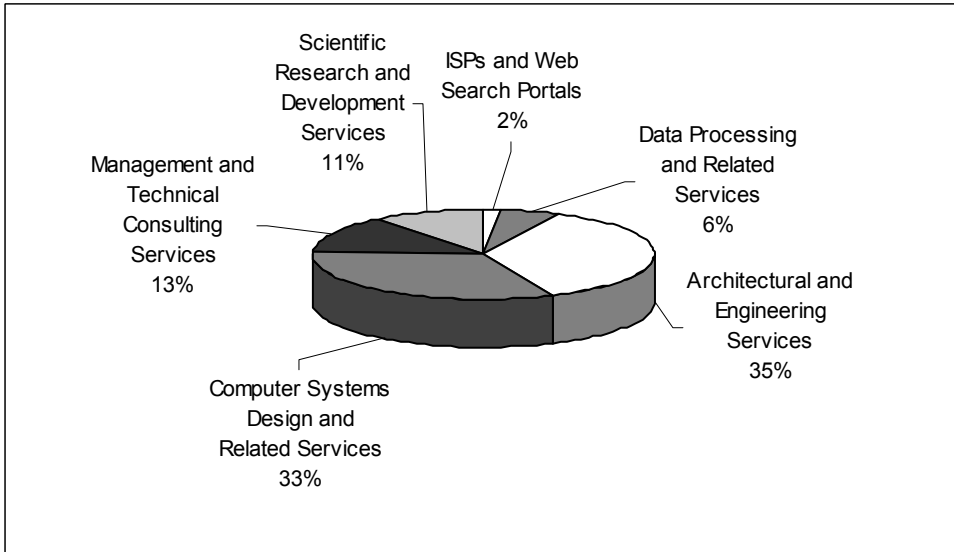 Scientific
Research and
Development
Services
11%
ISPs and Web
Search Portals
2%
Data Processing
and Related
Services
6%
Management and
Technical
Consulting
Services
13%
Architectural and
Engineering
Services
35%
Computer Systems
Design and
Related Services
33%